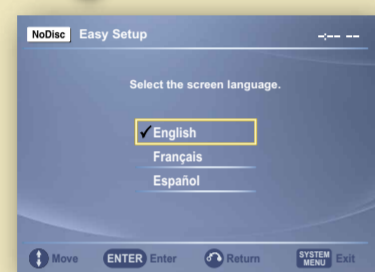 NoDisc Easy Setup -:-- --
Select the screen language.
✓English
Français
Español
Move ENTER Enter Return SYSTEM MENU Exit